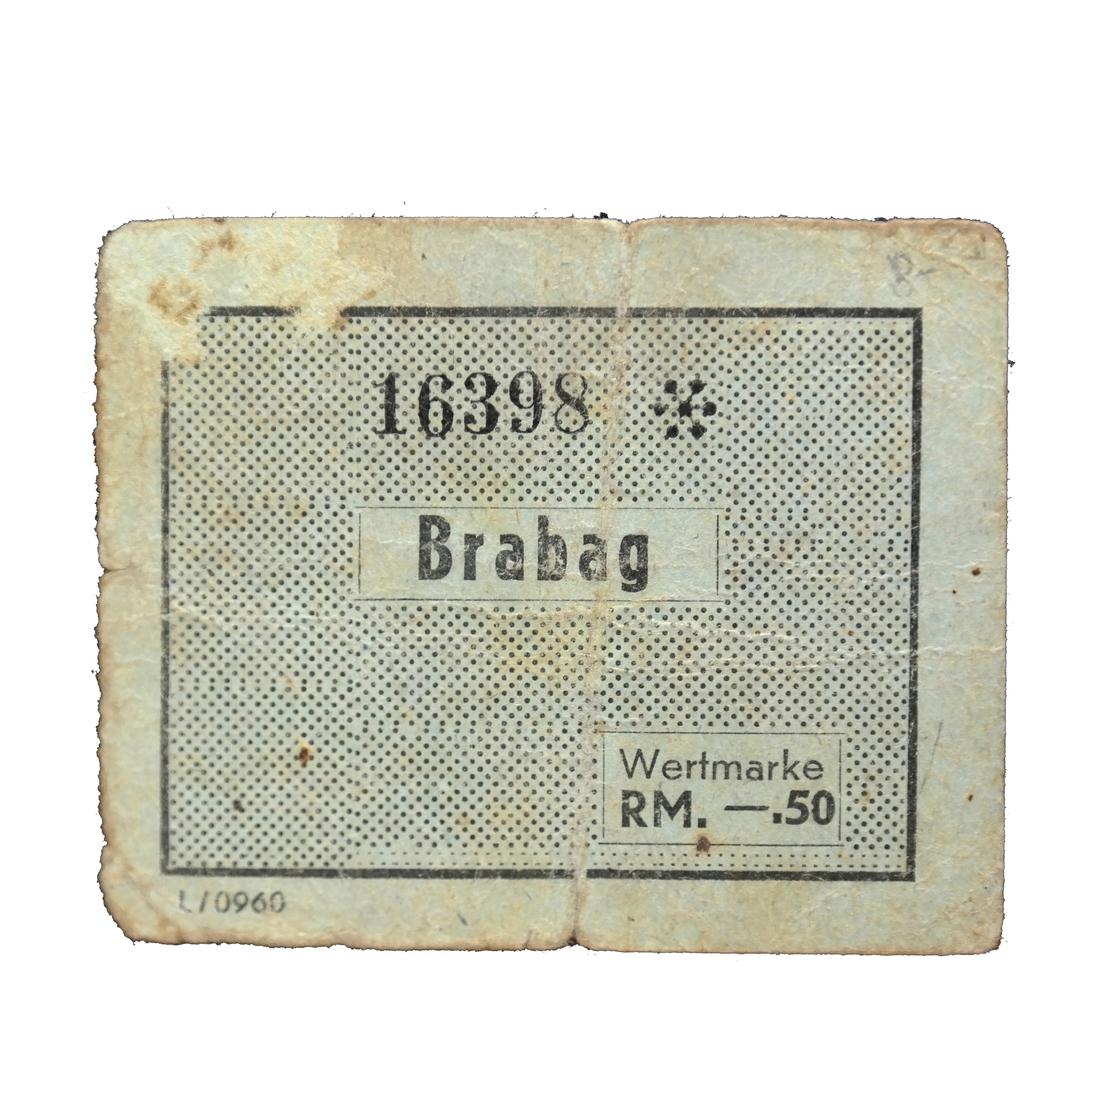 16398 *
Brabag
Wertmarke
RM. —.50
L/0960